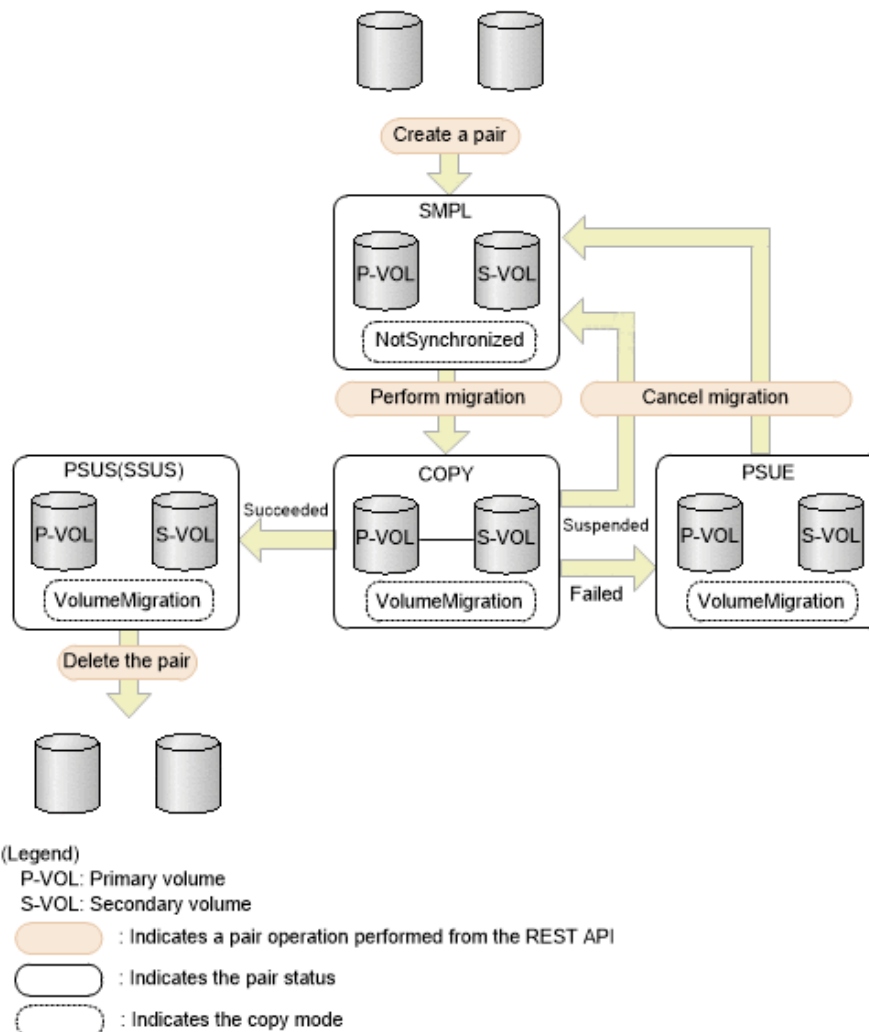 Create a pair
SMPL
P-VOL
S-VOL
NotSynchronized
Perform migration
Cancel migration
PSUS(SSUS)
P-VOL
S-VOL
VolumeMigration
Succeeded
COPY
P-VOL
S-VOL
VolumeMigration
Suspended
Failed
PSUE
P-VOL
S-VOL
VolumeMigration
Delete the pair
(Legend)
P-VOL: Primary volume
S-VOL: Secondary volume
: Indicates a pair operation performed from the REST API
: Indicates the pair status
: Indicates the copy mode